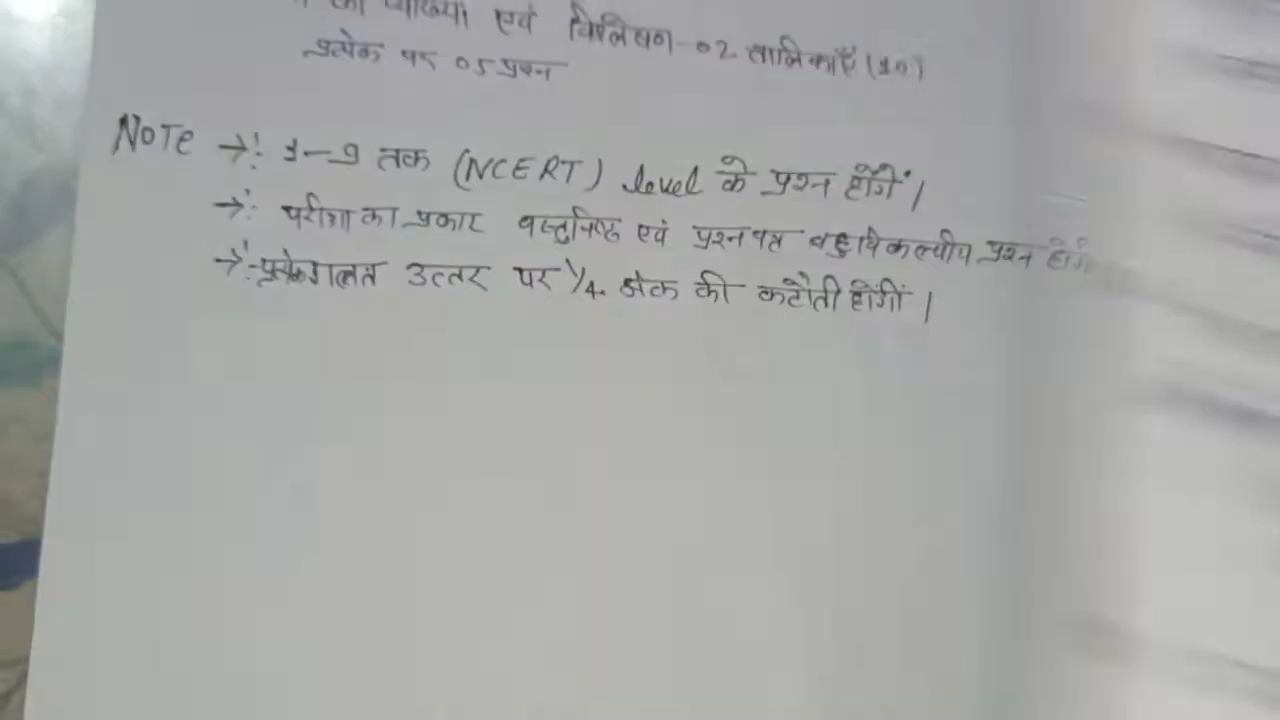 की व्याख्या एवं विश्लेषण-02 तालिकाएँ (10)
प्रत्येक पर 05 प्रश्न
NOTE →: 1-9 तक (NCERT) level के प्रश्न होंगें।
→: परीक्षा का प्रकार वस्तुनिष्ठ एवं प्रश्न पत्र बहुविकल्पीय प्रश्न होंगे
→: प्रत्येक गलत उत्तर पर 1/4. अंक की कटौती होंगीं।